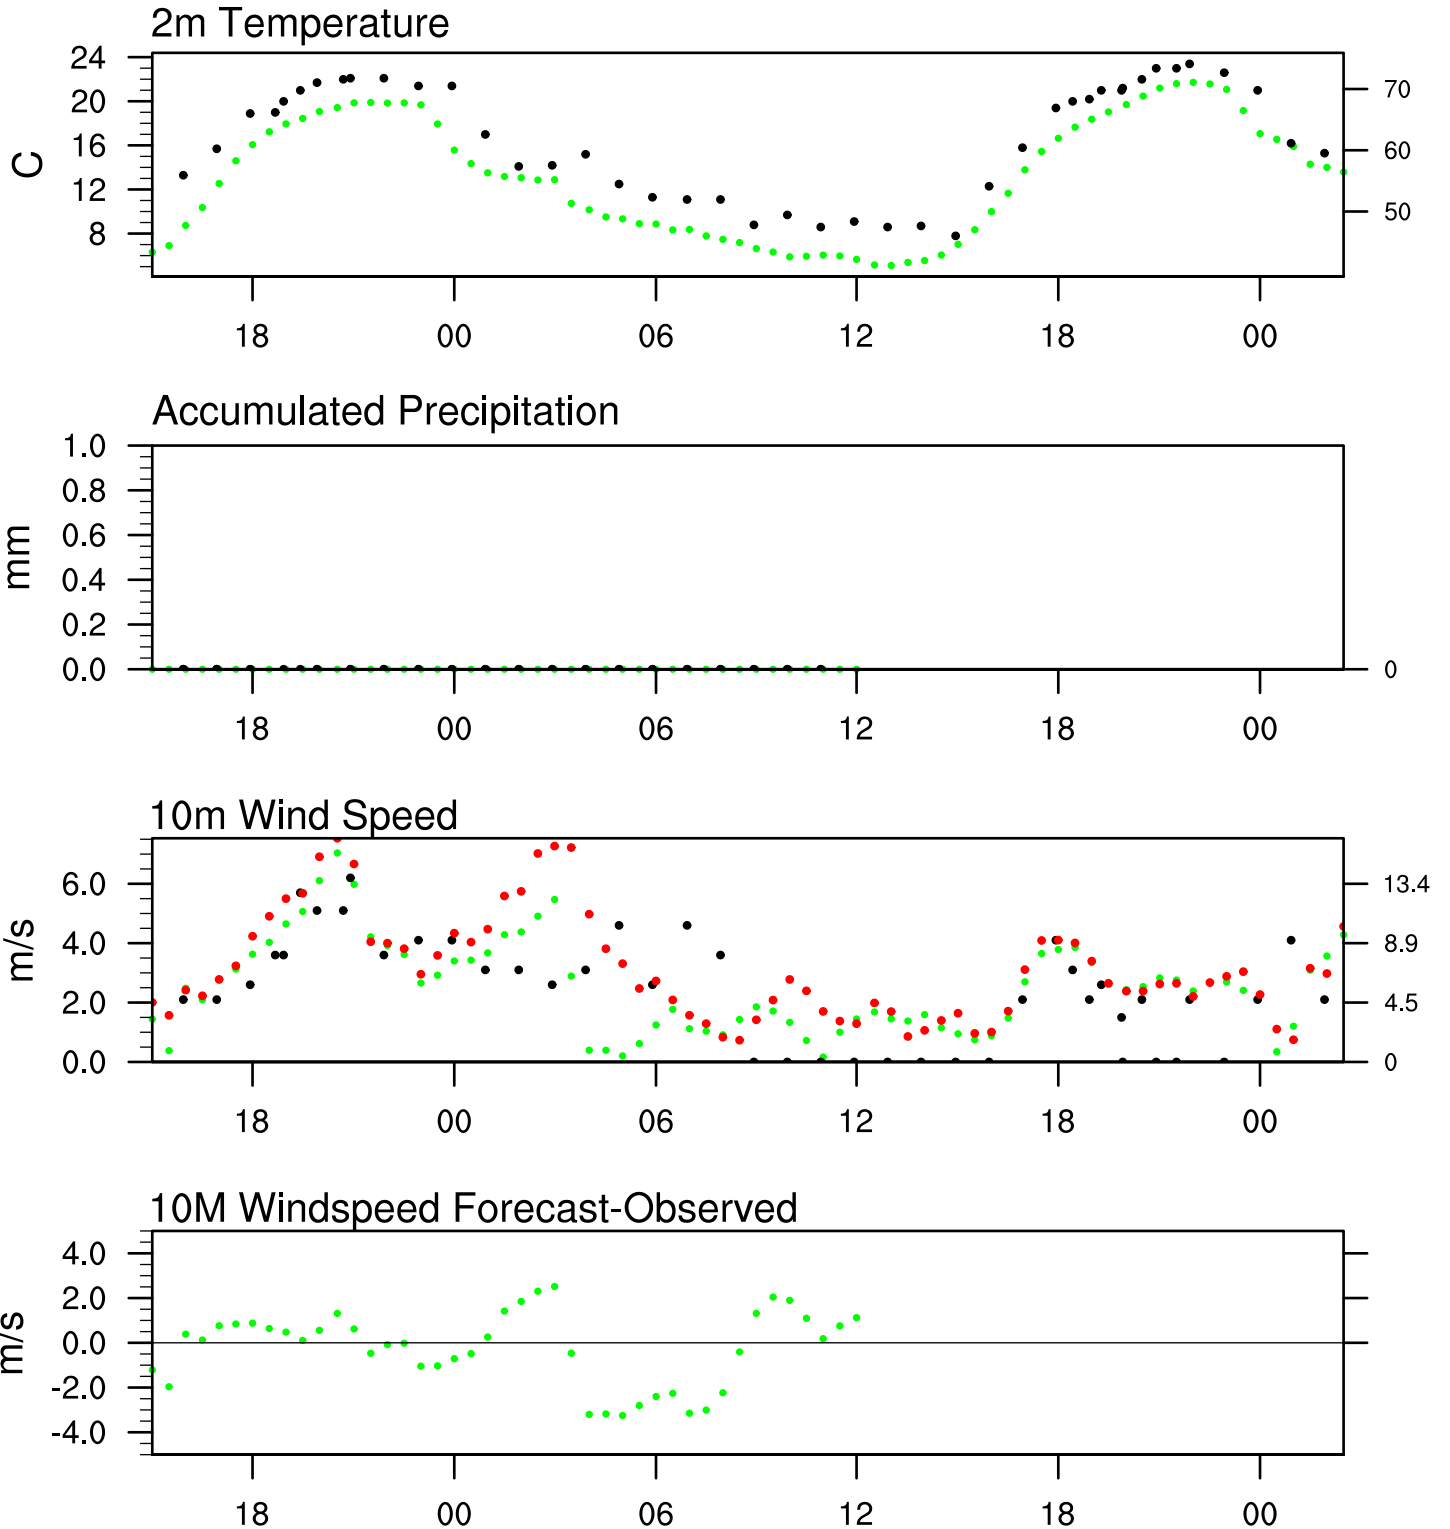 2m Temperature
24
20
16
12
8
C
70
60
50
18 00 06 12 18 00
Accumulated Precipitation
1.0
0.8
0.6
0.4
0.2
0.0
mm
0
18 00 06 12 18 00
10m Wind Speed
6.0
4.0
2.0
0.0
m/s
13.4
8.9
4.5
0
18 00 06 12 18 00
10M Windspeed Forecast-Observed
4.0
2.0
0.0
-2.0
-4.0
m/s
18 00 06 12 18 00